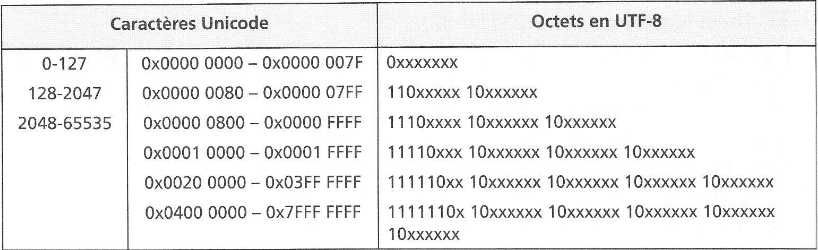 Caractères Unicode Octets en UTF-8
0-127 0x0000 0000 – 0x0000 007F 0xxxxxxx
128-2047 0x0000 0080 – 0x0000 07FF 110xxxxx 10xxxxxx
2048-65535 0x0000 0800 – 0x0000 FFFF 1110xxxx 10xxxxxx 10xxxxxx
0x0001 0000 – 0x0001 FFFF 11110xxx 10xxxxxx 10xxxxxx 10xxxxxx
0x0020 0000 – 0x03FF FFFF 111110xx 10xxxxxx 10xxxxxx 10xxxxxx 10xxxxxx
0x0400 0000 – 0x7FFF FFFF 1111110x 10xxxxxx 10xxxxxx 10xxxxxx 10xxxxxx
10xxxxxx